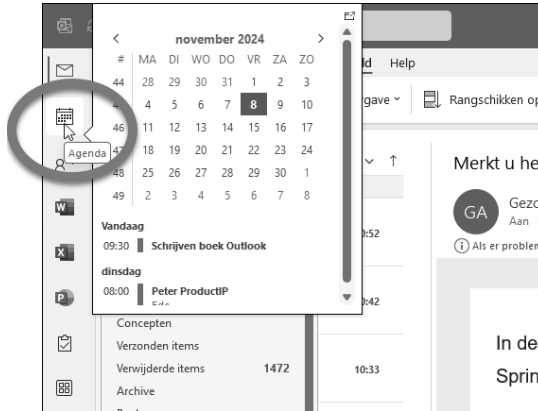 november 2024
# MA DI WO DO VR ZA ZO
44 28 29 30 31 1 2 3
4 5 6 7 8 9 10
46 11 12 13 14 15 16 17
47 18 19 20 21 22 23 24
48 25 26 27 28 29 30 1
49 2 3 4 5 6 7 8
Agenda
Vandaag
09:30 Schrijven boek Outlook
dinsdag
08:00 Peter ProductIP
Ede
Concepten
Verzonden items
Verwijderde items 1472
Archive
Help
Rangschikken op
:52
:42
10:33
Merkt u he
GA
Aan
Als er probleem
In de
Sprin
W
X
P